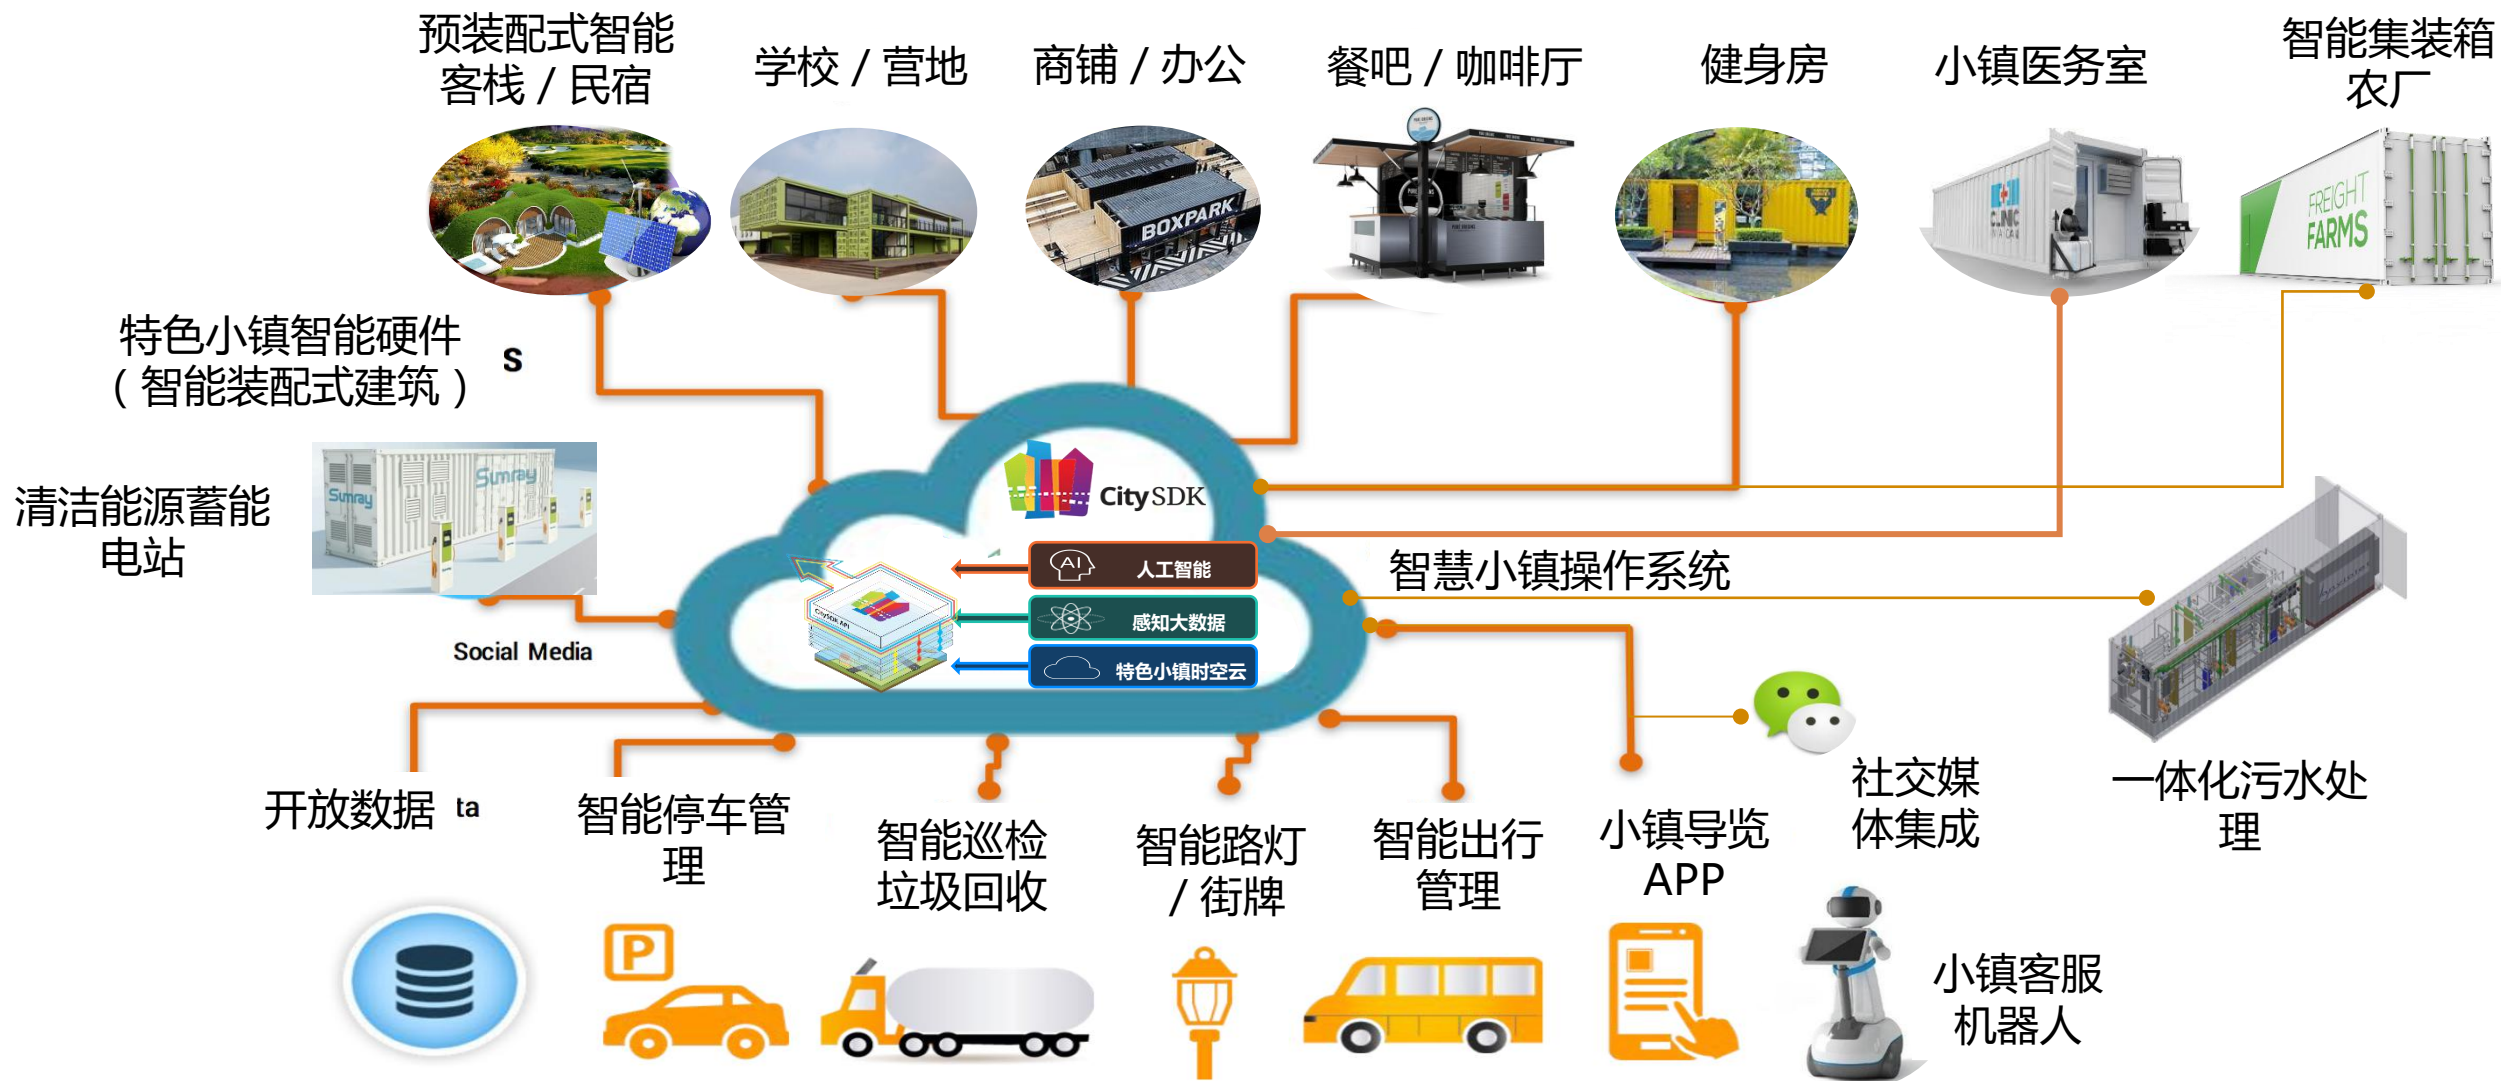 预装配式智能
客栈 / 民宿
学校 / 营地
商铺 / 办公
餐吧 / 咖啡厅
健身房
小镇医务室
智能集装箱
农厂
BOXPARK
CLINIC
FREIGHT
FARMS
特色小镇智能硬件
（ 智能装配式建筑 ）
s
清洁能源蓄能
电站
Sunray
Sunray
Social Media
City SDK
人工智能
AI
感知大数据
特色小镇时空云
CitySDK API
智慧小镇操作系统
开放数据
ta
智能停车管
理
智能巡检
垃圾回收
智能路灯
/ 街牌
智能出行
管理
小镇导览
APP
社交媒
体集成
一体化污水处
理
P
小镇客服
机器人